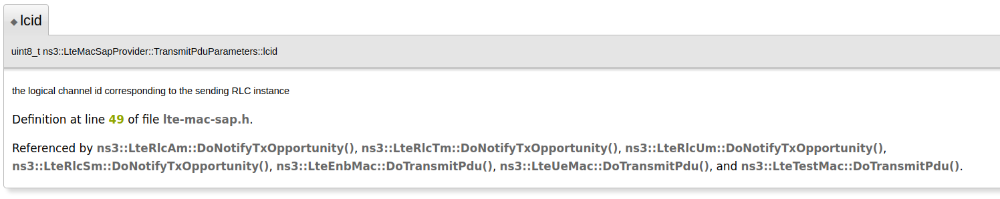 ◆ lcid
uint8_t ns3::LteMacSapProvider::TransmitPduParameters::lcid
the logical channel id corresponding to the sending RLC instance
Definition at line 49 of file lte-mac-sap.h.
Referenced by ns3::LteRlcAm::DoNotifyTxOpportunity(), ns3::LteRlcTm::DoNotifyTxOpportunity(), ns3::LteRlcUm::DoNotifyTxOpportunity(),
ns3::LteRlcSm::DoNotifyTxOpportunity(), ns3::LteEnbMac::DoTransmitPdu(), ns3::LteUeMac::DoTransmitPdu(), and ns3::LteTestMac::DoTransmitPdu().